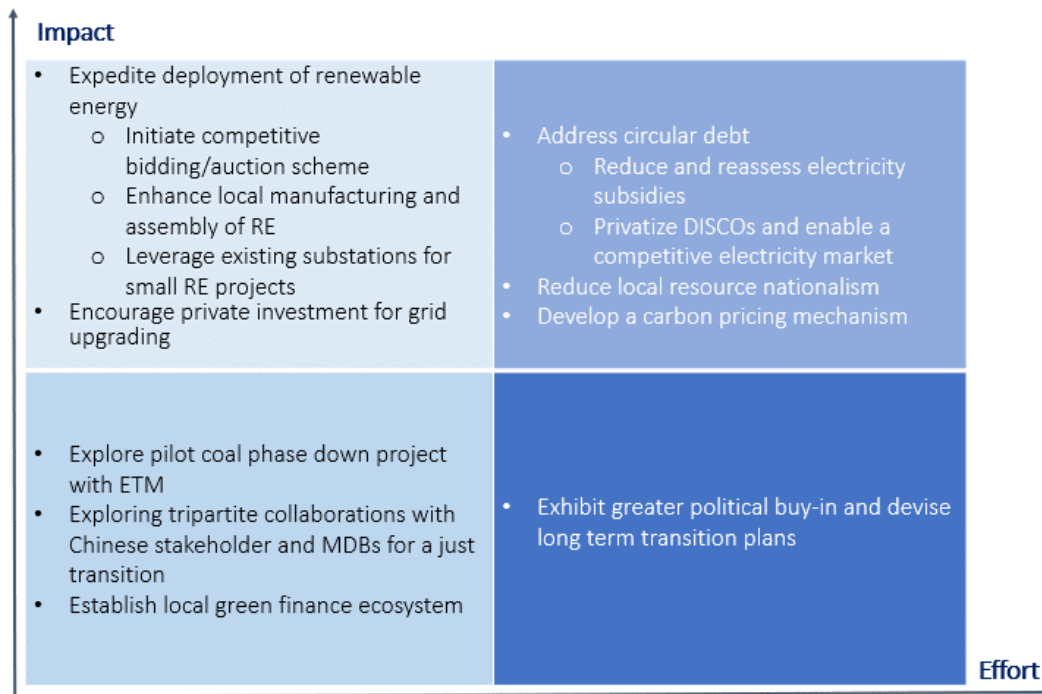 Impact
• Expedite deployment of renewable
energy
o Initiate competitive
bidding/auction scheme
o Enhance local manufacturing and
assembly of RE
o Leverage existing substations for
small RE projects
• Encourage private investment for grid
upgrading
• Address circular debt
o Reduce and reassess electricity
subsidies
o Privatize DISCOs and enable a
competitive electricity market
• Reduce local resource nationalism
• Develop a carbon pricing mechanism
• Explore pilot coal phase down project
with ETM
• Exploring tripartite collaborations with
Chinese stakeholder and MDBs for a just
transition
• Establish local green finance ecosystem
• Exhibit greater political buy-in and devise
long term transition plans
Effort